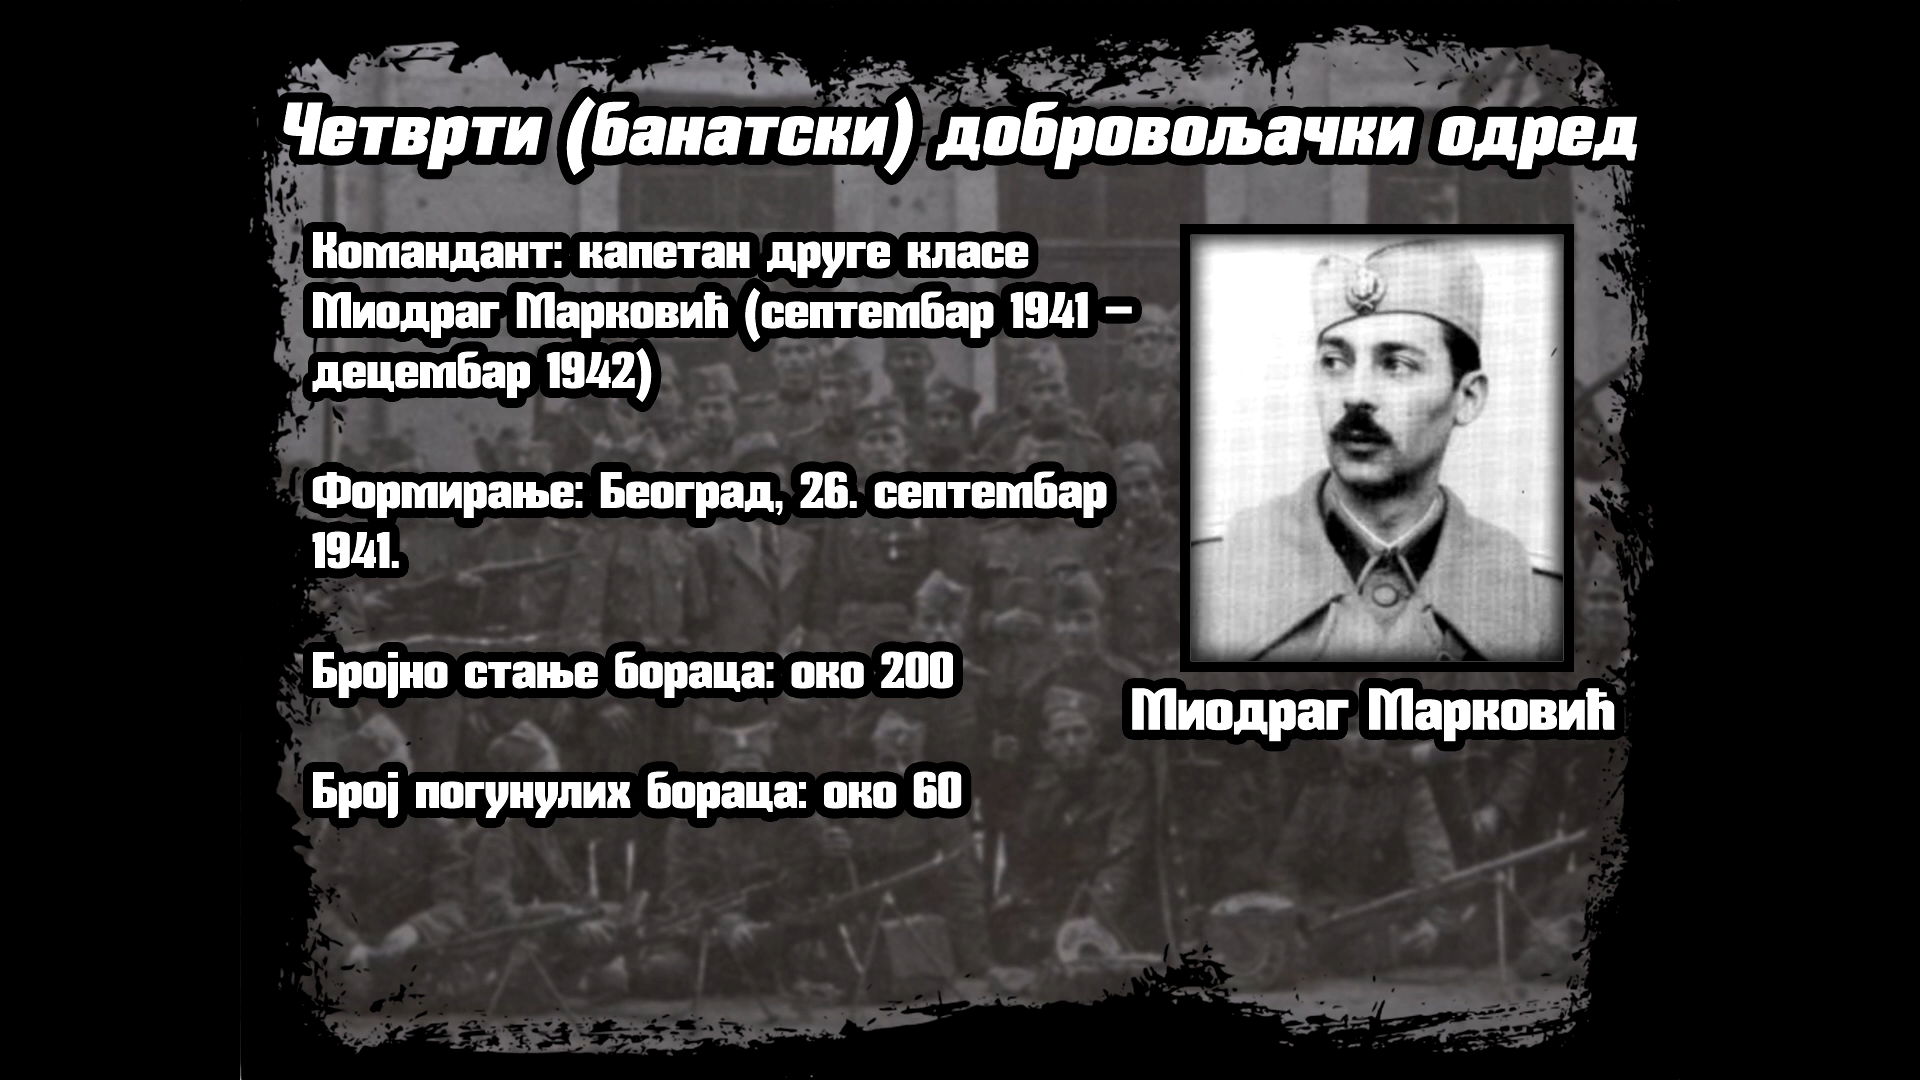 Четврти (банатски) добровољачки одред
Командант: капетан друге класе
Миодраг Марковић (септембар 1941 –
децембар 1942)
Формирање: Београд, 26. септембар
1941.
Бројно стање бораца: око 200
Број погунулих бораца: око 60
Миодраг Марковић